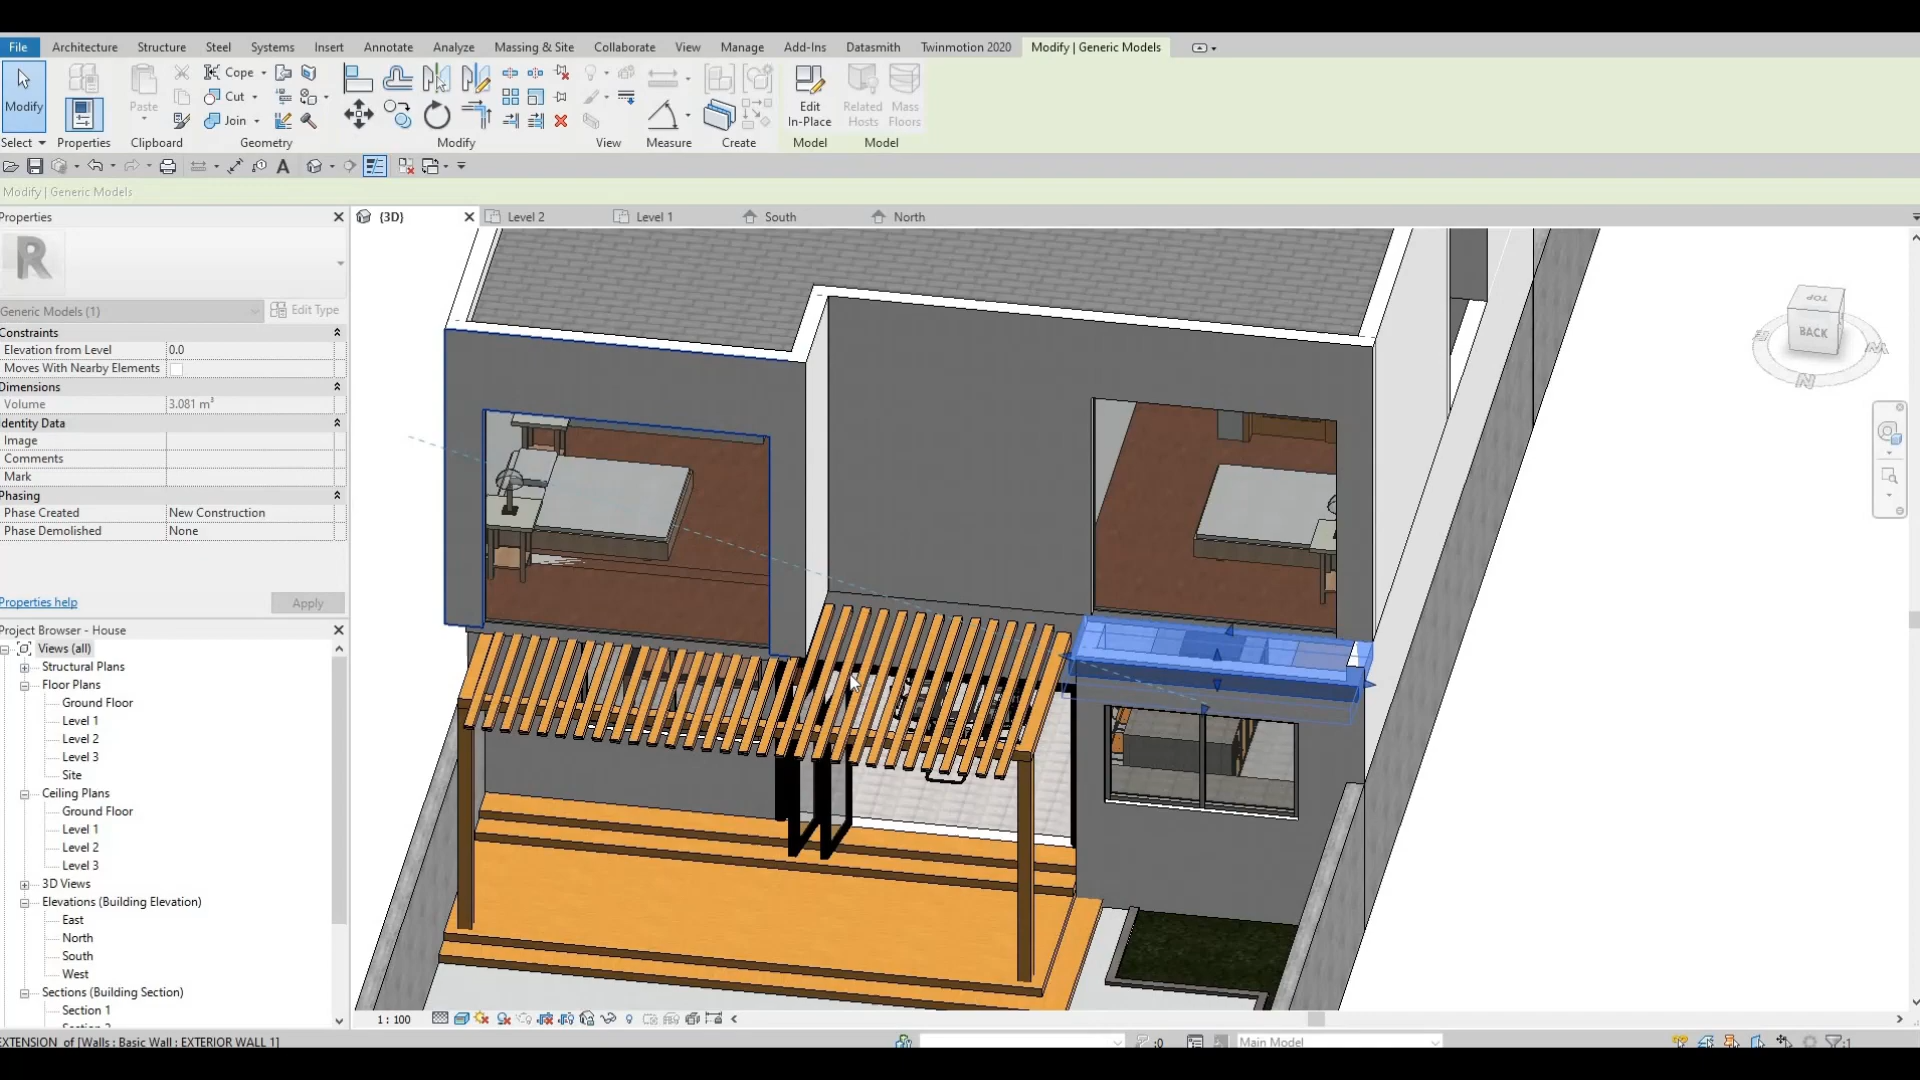 File Architecture Structure Steel Systems Insert Annotate Analyze Massing & Site Collaborate View Manage Add-Ins Datasmith Twinmotion 2020 Modify | Generic Models
Modify
Paste
Cope
Cut
Join
Edit
In-Place
Related
Hosts
Mass
Floors
Select Properties Clipboard Geometry Modify View Measure Create Model Model
A
Modify | Generic Models
Properties
{3D} Level 2 Level 1 South North
R
Generic Models (1) Edit Type
Constraints
Elevation from Level 0.0
Moves With Nearby Elements
Dimensions
Volume 3.081 m³
dentity Data
Image
Comments
Mark
Phasing
Phase Created New Construction
Phase Demolished None
Properties help Apply
Project Browser - House
Views (all)
Structural Plans
Floor Plans
Ground Floor
Level 1
Level 2
Level 3
Site
Ceiling Plans
Ground Floor
Level 1
Level 2
Level 3
3D Views
Elevations (Building Elevation)
East
North
South
West
Sections (Building Section)
Section 1
TOP
BACK
N
1 : 100
EXTENSION of [Walls : Basic Wall : EXTERIOR WALL 1]
:0
Main Model
:1